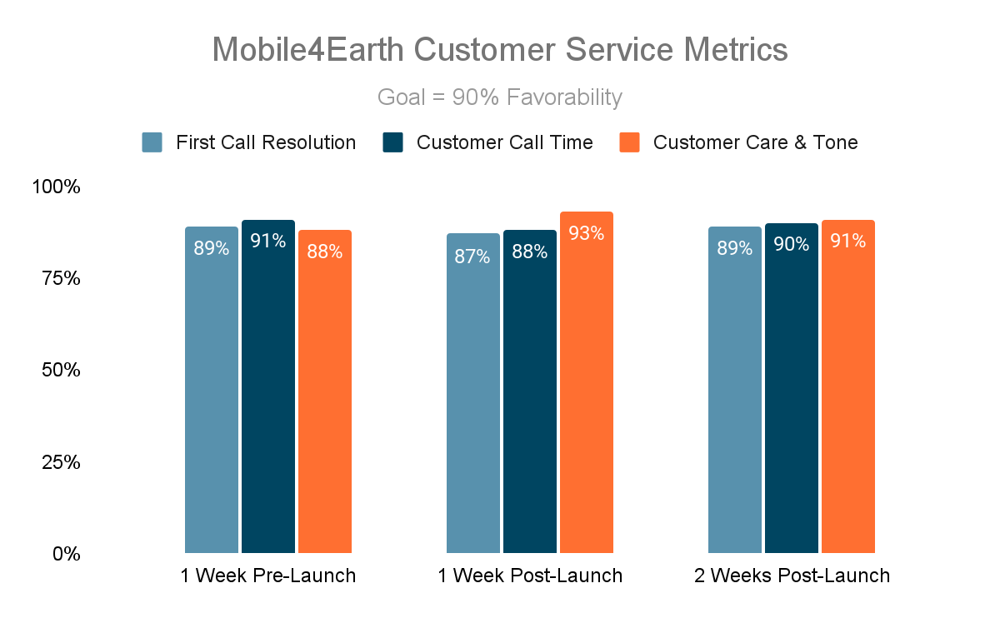 Mobile4Earth Customer Service Metrics
Goal = 90% Favorability
First Call Resolution Customer Call Time Customer Care & Tone
100%
89% 91% 88% 87% 88% 93% 89% 90% 91%
75%
50%
25%
0%
1 Week Pre-Launch 1 Week Post-Launch 2 Weeks Post-Launch